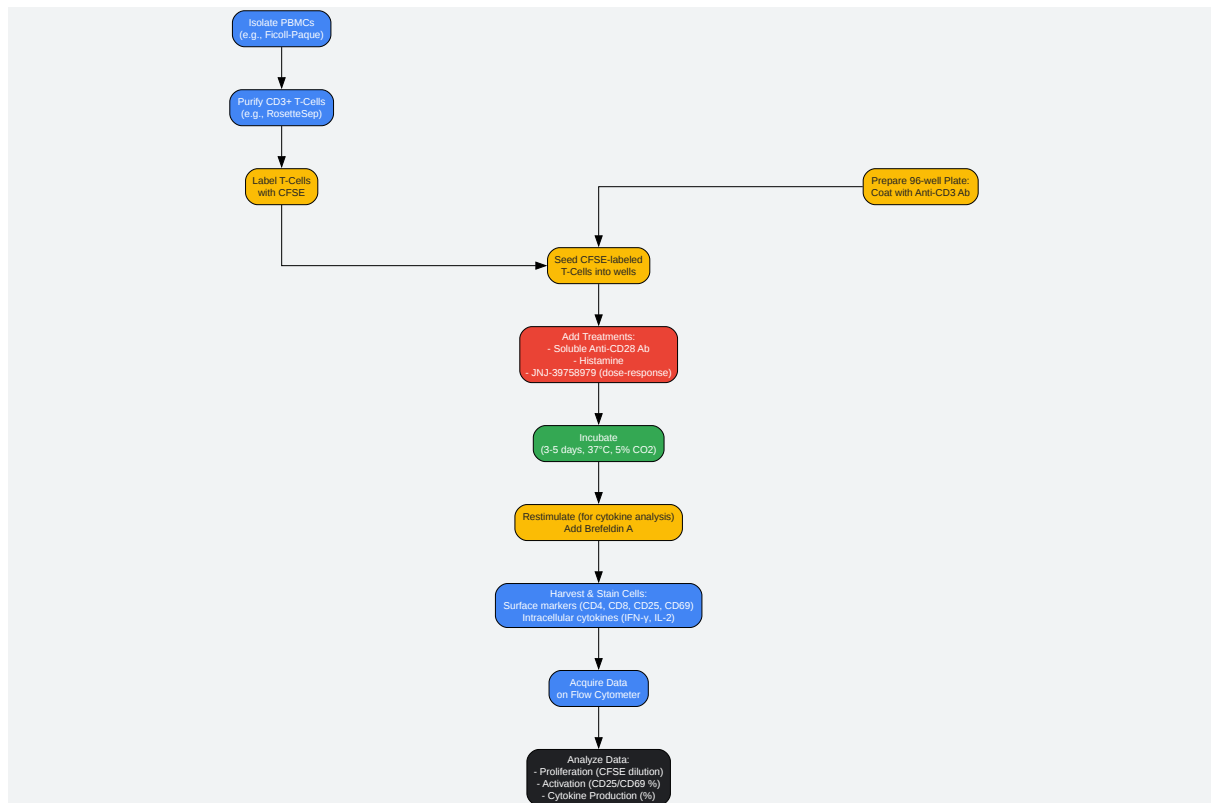 Isolate PBMCs
(e.g., Ficoll-Paque)
Purify CD3+ T-Cells
(e.g., RosetteSep)
Label T-Cells
with CFSE
Prepare 96-well Plate:
Coat with Anti-CD3 Ab
Seed CFSE-labeled
T-Cells into wells
Add Treatments:
- Soluble Anti-CD28 Ab
- Histamine
- JNJ-39758979 (dose-response)
Incubate
(3-5 days, 37°C, 5% CO2)
Restimulate (for cytokine analysis)
Add Brefeldin A
Harvest & Stain Cells:
Surface markers (CD4, CD8, CD25, CD69)
Intracellular cytokines (IFN-γ, IL-2)
Acquire Data
on Flow Cytometer
Analyze Data:
- Proliferation (CFSE dilution)
- Activation (CD25/CD69 %)
- Cytokine Production (%)